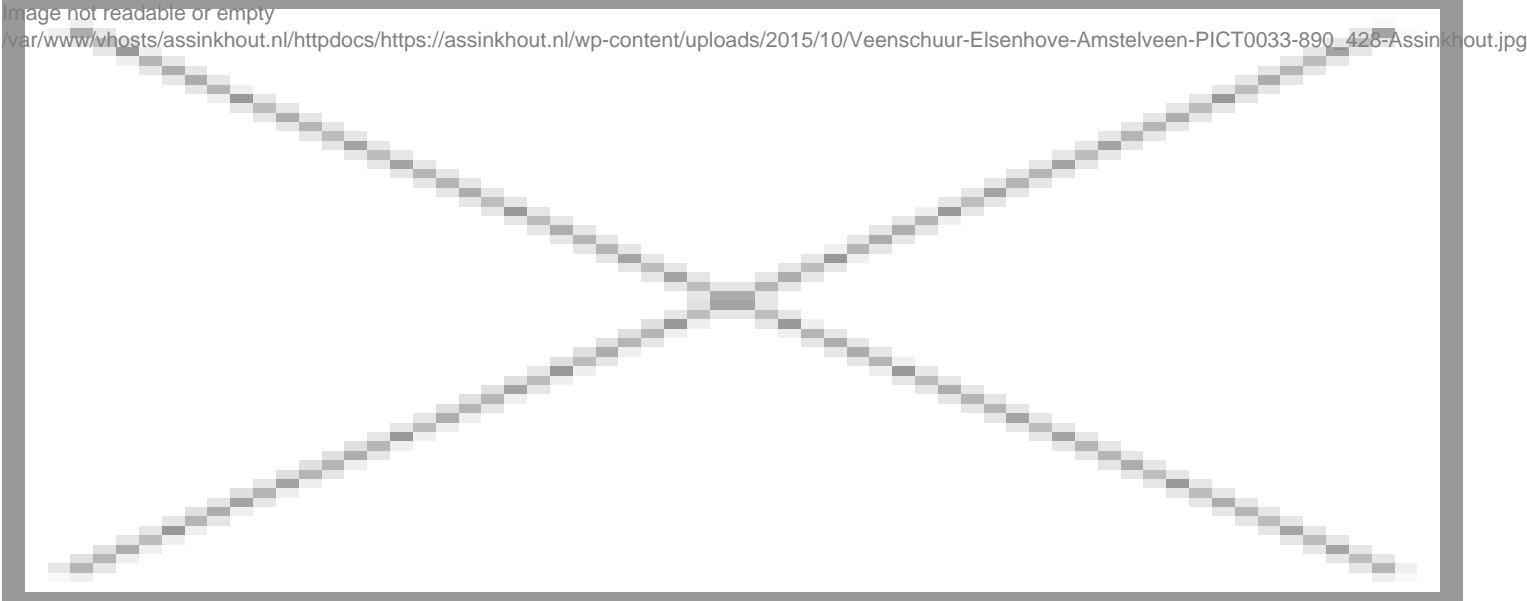 Image not readable or empty
/var/www/vhosts/assinkhout.nl/httpdocs/https://assinkhout.nl/wp-content/uploads/2015/10/Veenschuur-Elsenhove-Amstelveen-PICT0033-890_428-Assinkhout.jpg